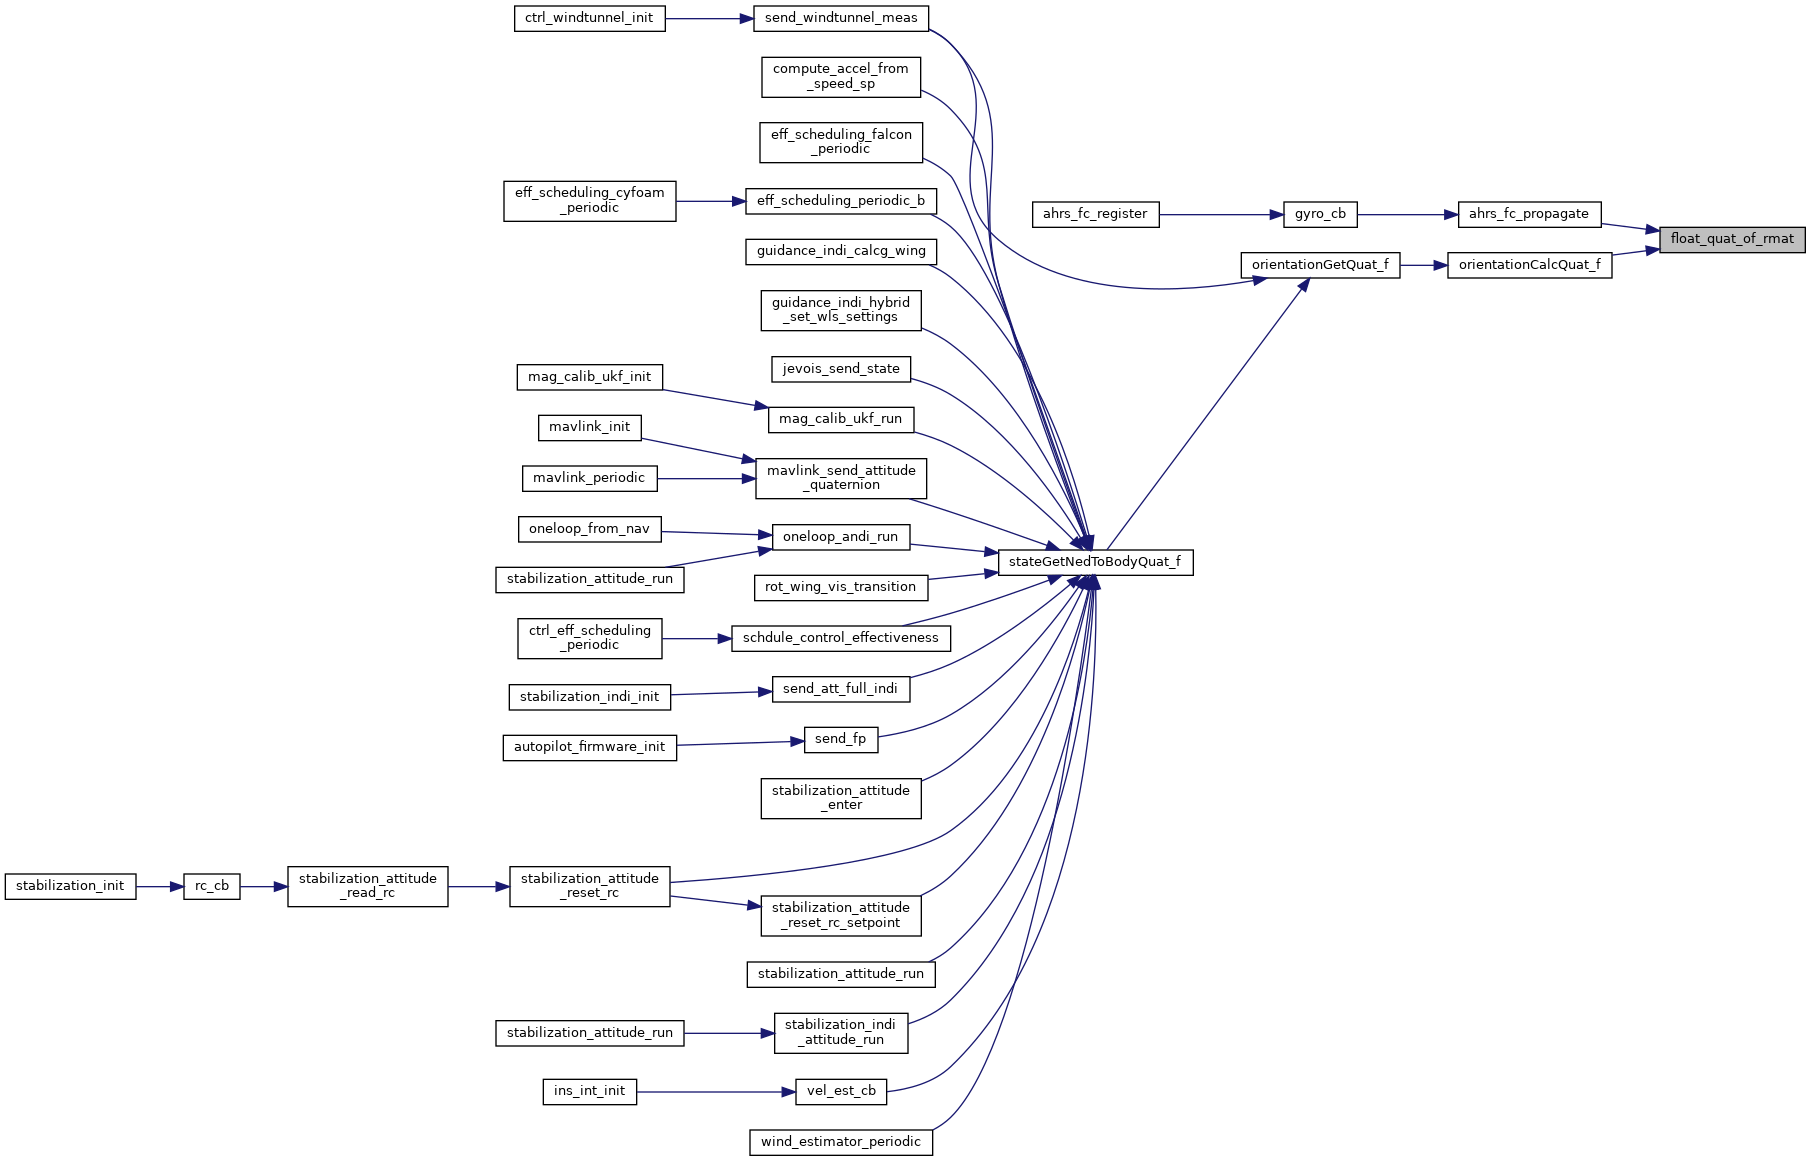 ctrl_windtunnel_init
send_windtunnel_meas
compute_accel_from
_speed_sp
eff_scheduling_falcon
_periodic
eff_scheduling_cyfoam
_periodic
eff_scheduling_periodic_b
ahrs_fc_register
gyro_cb
ahrs_fc_propagate
float_quat_of_rmat
guidance_indi_calcg_wing
orientationGetQuat_f
orientationCalcQuat_f
guidance_indi_hybrid
_set_wls_settings
jevois_send_state
mag_calib_ukf_init
mag_calib_ukf_run
mavlink_init
mavlink_send_attitude
_quaternion
mavlink_periodic
oneloop_from_nav
oneloop_andi_run
stateGetNedToBodyQuat_f
stabilization_attitude_run
rot_wing_vis_transition
ctrl_eff_scheduling
_periodic
schdule_control_effectiveness
stabilization_indi_init
send_att_full_indi
autopilot_firmware_init
send_fp
stabilization_attitude
_enter
stabilization_init
rc_cb
stabilization_attitude
_read_rc
stabilization_attitude
_reset_rc
stabilization_attitude
_reset_rc_setpoint
stabilization_attitude_run
stabilization_attitude_run
stabilization_indi
_attitude_run
ins_int_init
vel_est_cb
wind_estimator_periodic